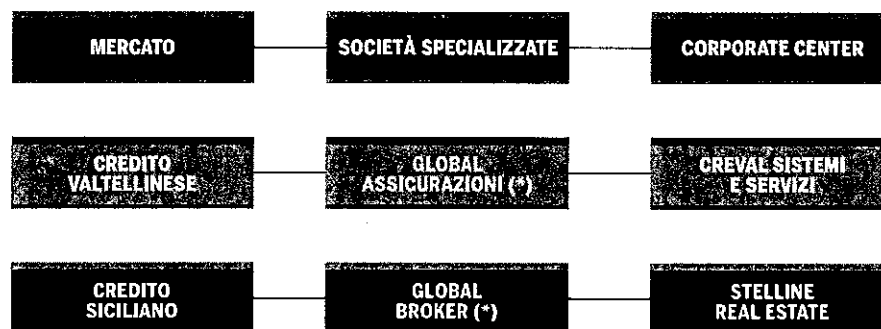 MERCATO
SOCIETÀ SPECIALIZZATE
CORPORATE CENTER
CREDITO
VALTELLINESE
GLOBAL
ASSICURAZIONI (*)
CREVAL SISTEMI
E SERVIZI
CREDITO
SICILIANO
GLOBAL
BROKER (*)
STELLINE
REAL ESTATE